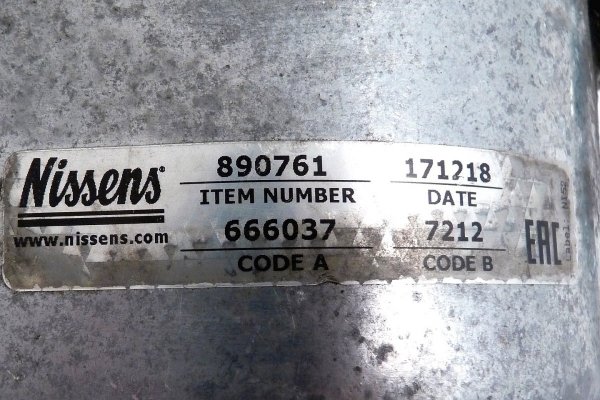 Nissens®
www.nissens.com
890761
ITEM NUMBER
666037
CODE A
171218
DATE
7212
CODE B
EAC